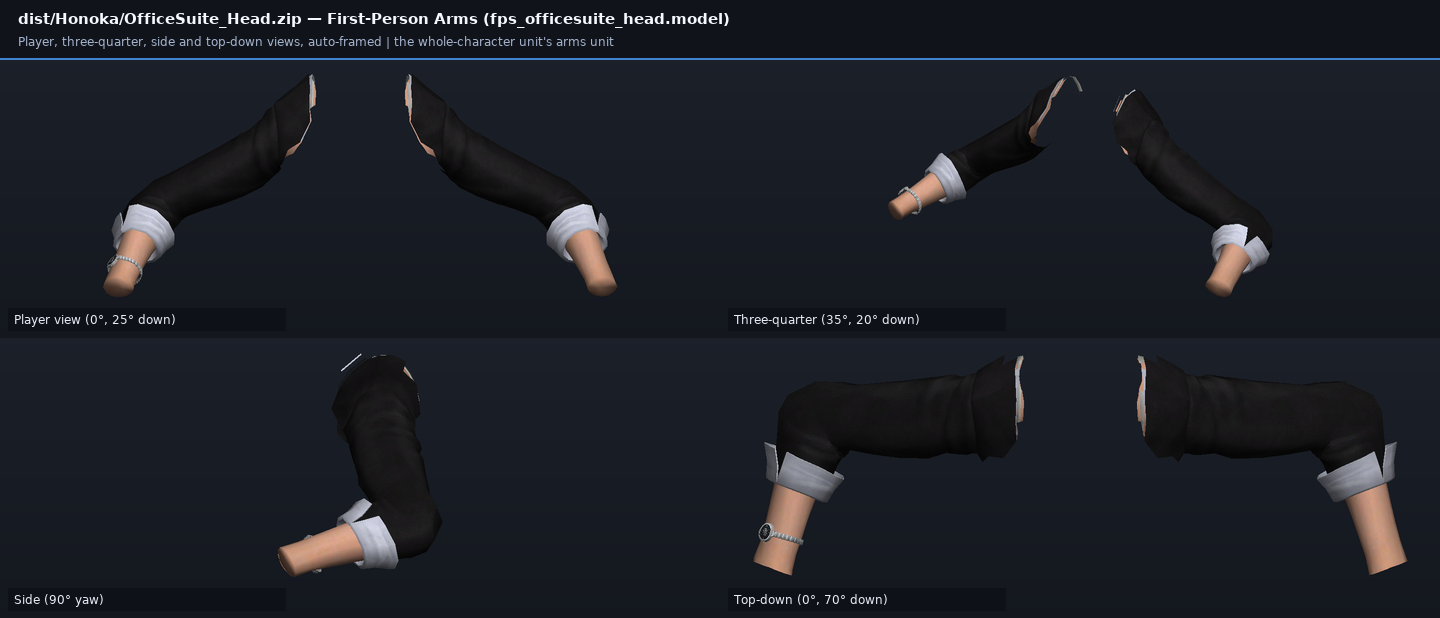 dist/Honoka/OfficeSuite_Head.zip — First-Person Arms (fps_officesuite_head.model)
Player, three-quarter, side and top-down views, auto-framed | the whole-character unit's arms unit
Player view (0°, 25° down)
Three-quarter (35°, 20° down)
Side (90° yaw)
Top-down (0°, 70° down)